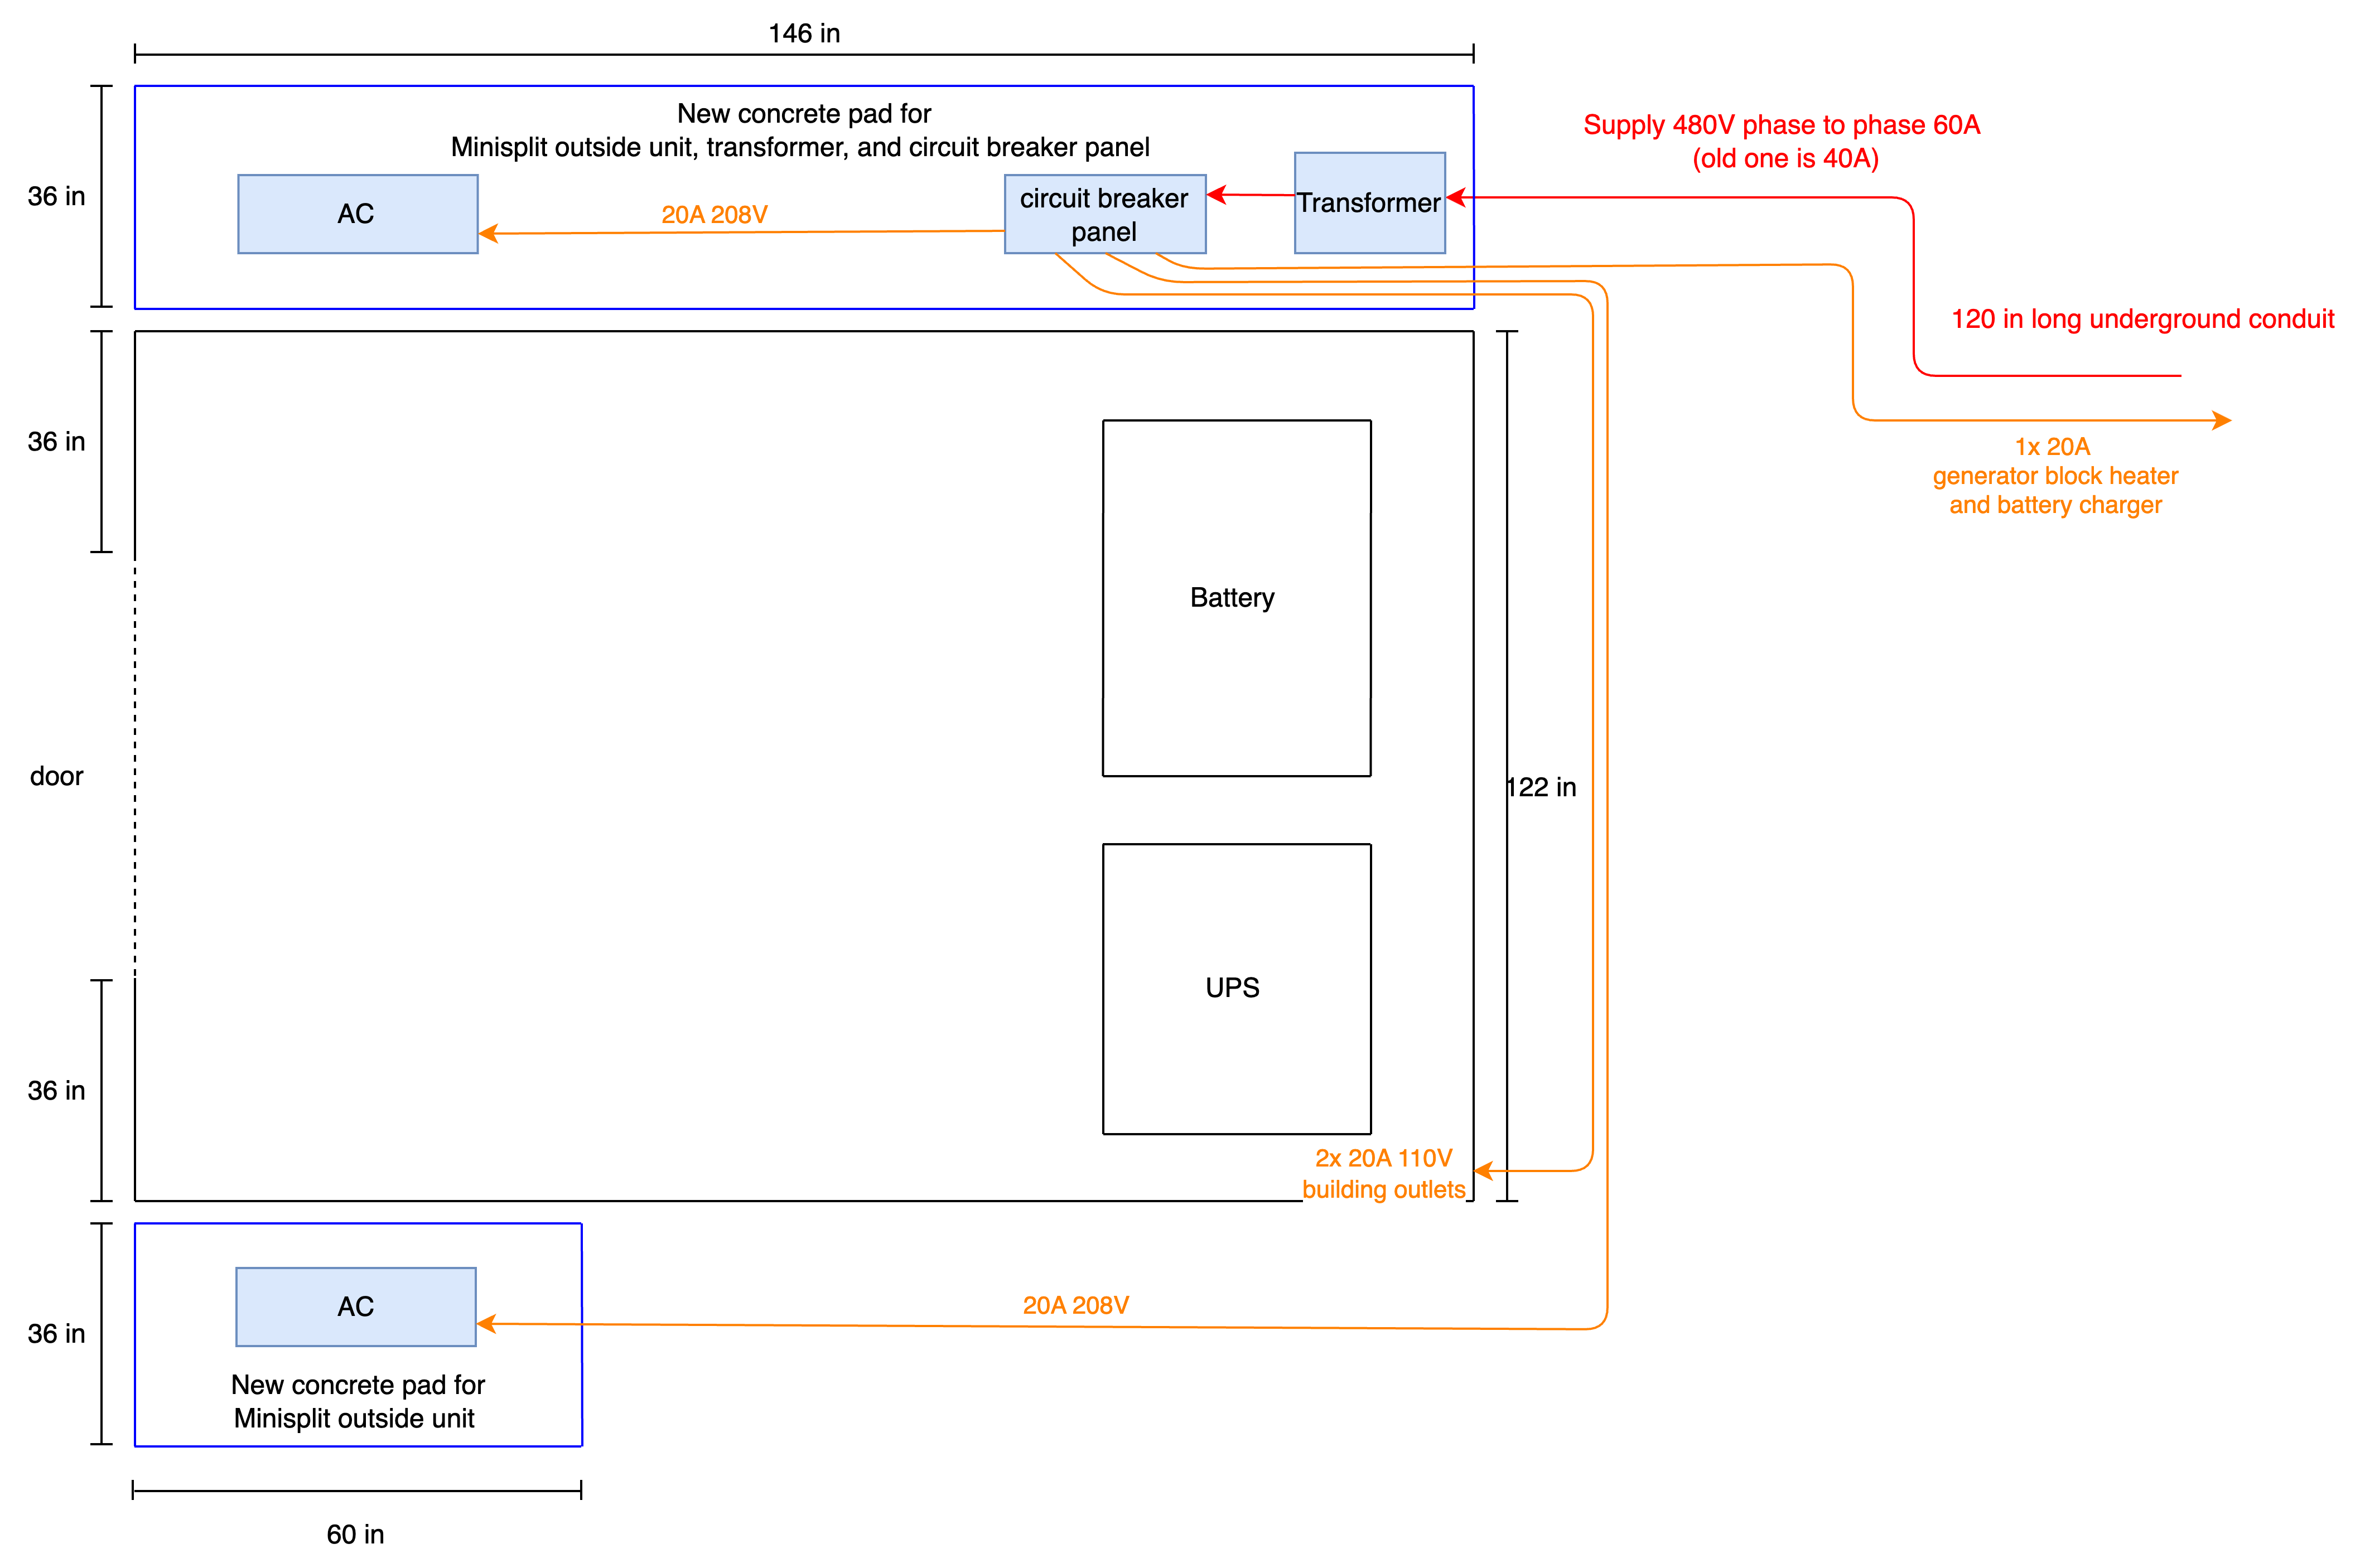 146 in
New concrete pad for
Minisplit outside unit, transformer, and circuit breaker panel
Supply 480V phase to phase 60A
(old one is 40A)
36 in
AC
20A 208V
circuit breaker
panel
Transformer
120 in long underground conduit
36 in
1x 20A
generator block heater
and battery charger
Battery
door
122 in
UPS
36 in
2x 20A 110V
building outlets
36 in
AC
20A 208V
New concrete pad for
Minisplit outside unit
60 in